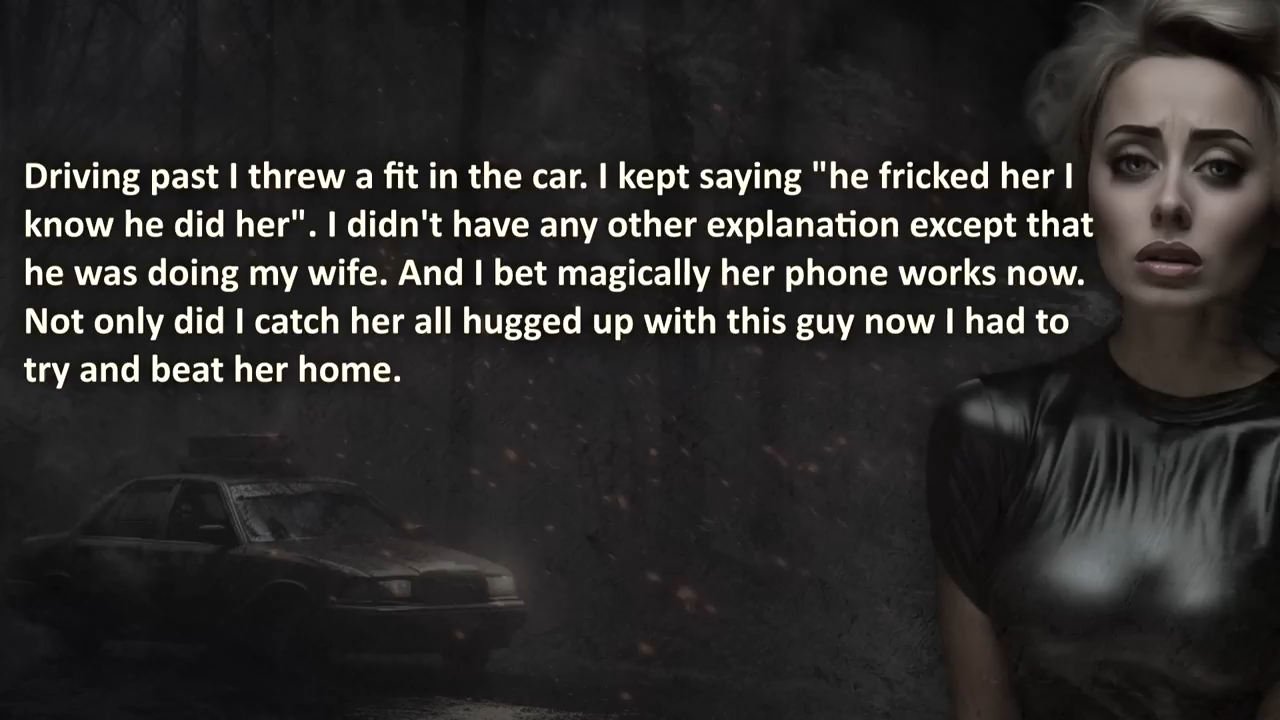 Driving past I threw a fit in the car. I kept saying "he fricked her I
know he did her". I didn't have any other explanation except that
he was doing my wife. And I bet magically her phone works now.
Not only did I catch her all hugged up with this guy now I had to
try and beat her home.